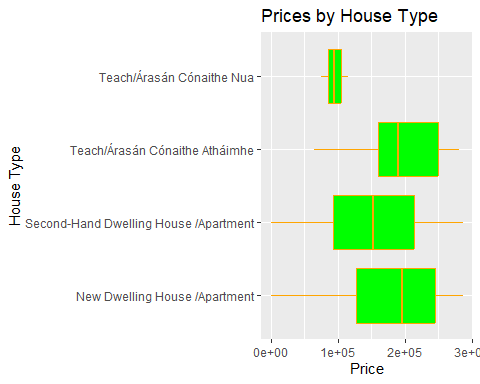 Prices by House Type
House Type
Teach/Árasán Cónaithe Nua
Teach/Árasán Cónaithe Atháimhe
Second-Hand Dwelling House /Apartment
New Dwelling House /Apartment
0e+00 1e+05 2e+05 3e+0
Price